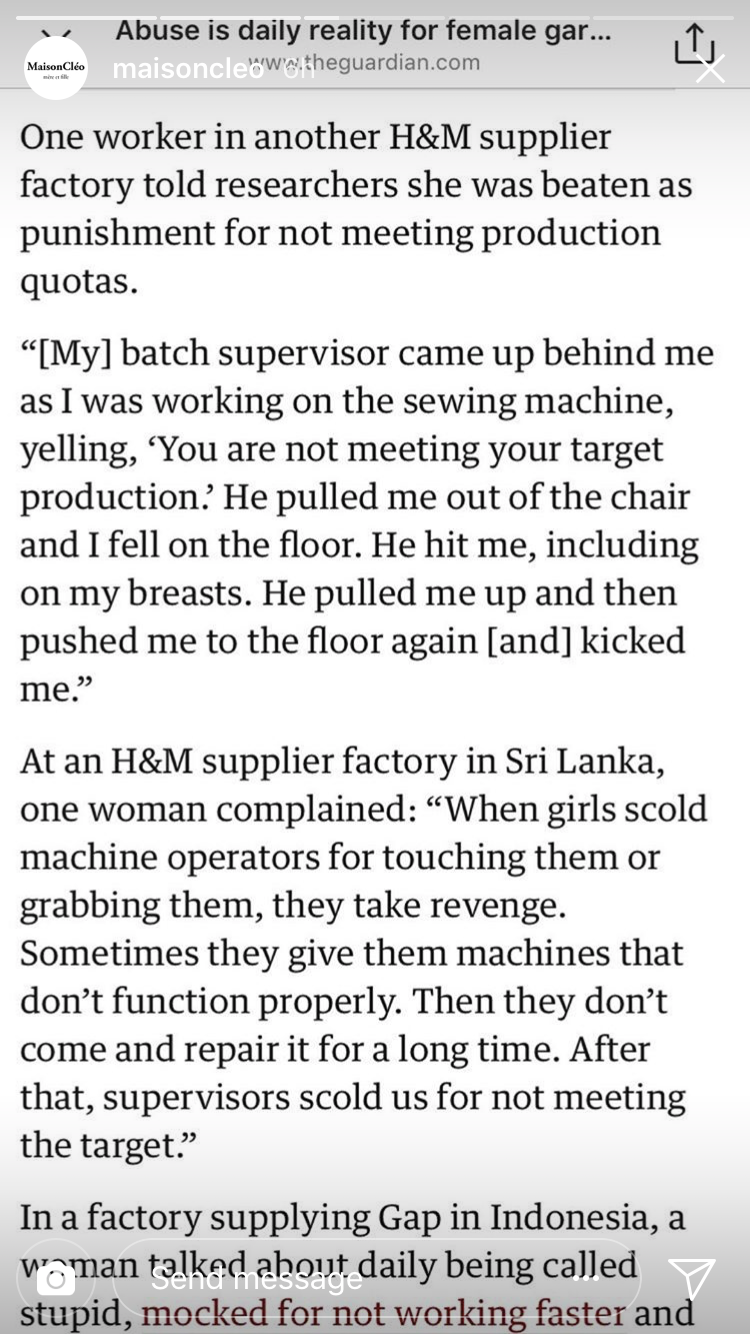 Abuse is daily reality for female gar...
www.theguardian.com
MaisonCléo
mère et fille
maisoncleo 6h
One worker in another H&M supplier
factory told researchers she was beaten as
punishment for not meeting production
quotas.
“[My] batch supervisor came up behind me
as I was working on the sewing machine,
yelling, ‘You are not meeting your target
production.’ He pulled me out of the chair
and I fell on the floor. He hit me, including
on my breasts. He pulled me up and then
pushed me to the floor again [and] kicked
me.”
At an H&M supplier factory in Sri Lanka,
one woman complained: “When girls scold
machine operators for touching them or
grabbing them, they take revenge.
Sometimes they give them machines that
don’t function properly. Then they don’t
come and repair it for a long time. After
that, supervisors scold us for not meeting
the target.”
In a factory supplying Gap in Indonesia, a
woman talked about daily being called
Send message
stupid, mocked for not working faster and